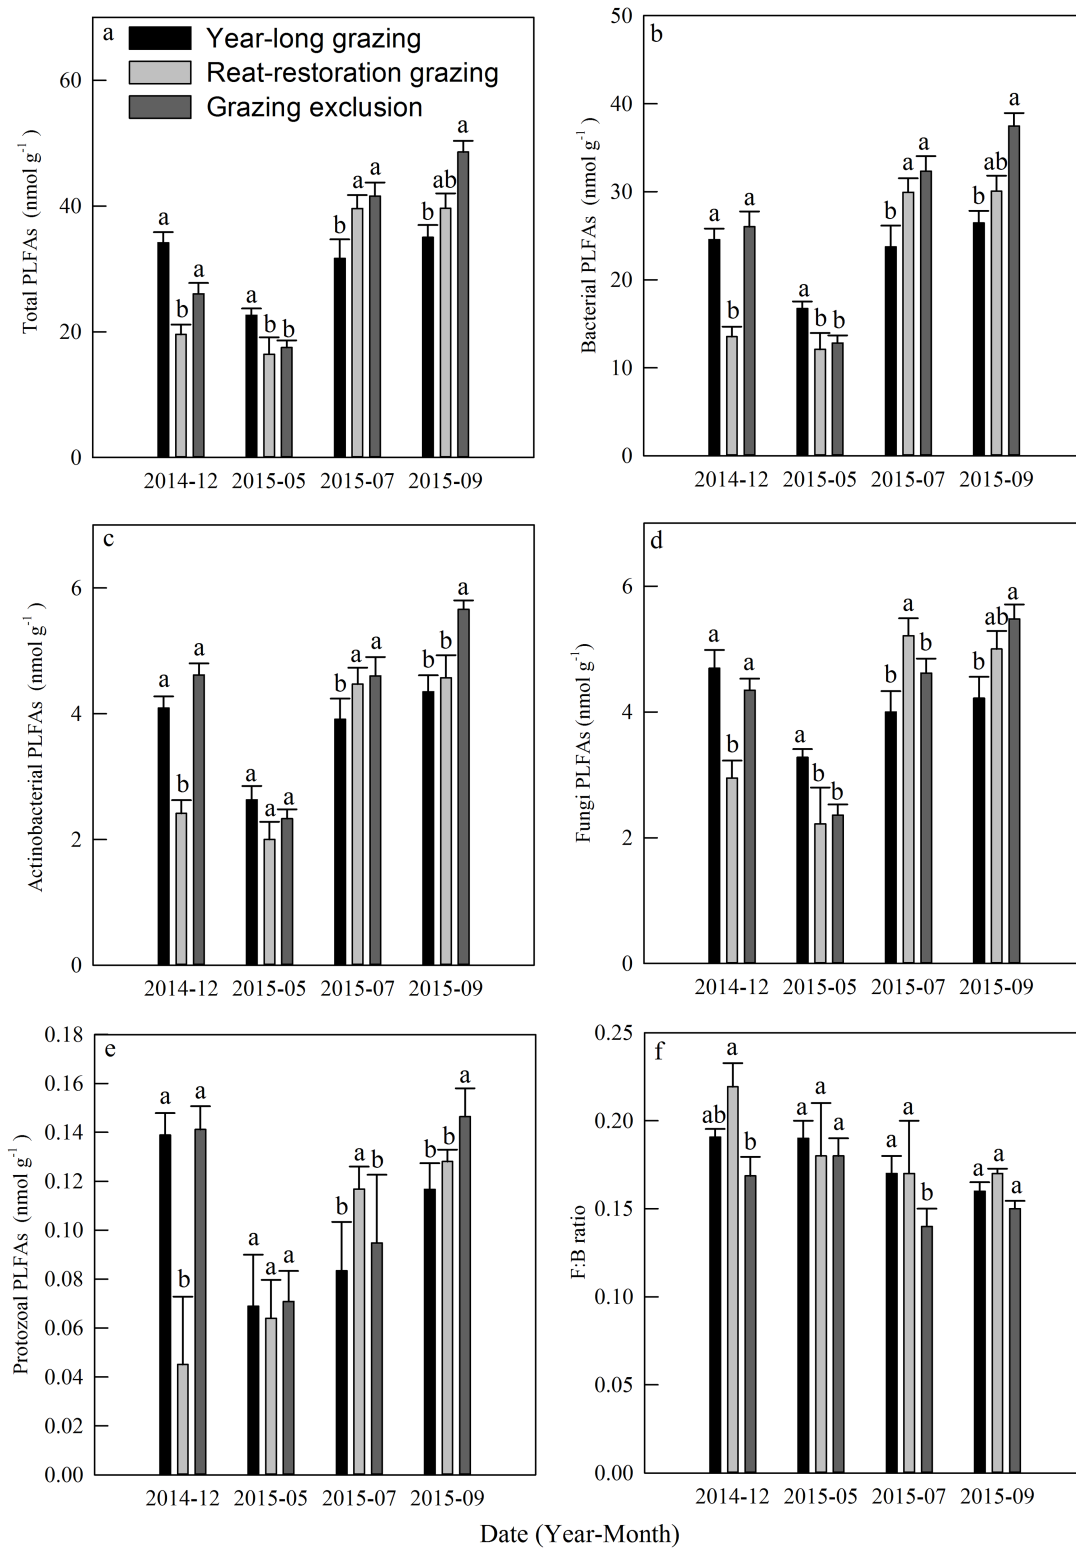 a
Year-long grazing
Reat-restoration grazing
Grazing exclusion
Total PLFAs (nmol g-1 )
60
40
20
0
a
b
a
a
b
b
b
a
a
b
ab
a
2014-12 2015-05 2015-07 2015-09
b
Bacterial PLFAs (nmol g-1 )
50
40
30
20
10
0
a
b
a
a
b
b
b
a
a
b
ab
a
2014-12 2015-05 2015-07 2015-09
c
Actinobacterial PLFAs (nmol g-1 )
6
4
2
0
a
b
a
a
a
a
b
a
a
b
b
a
2014-12 2015-05 2015-07 2015-09
d
Fungi PLFAs (nmol g-1 )
6
4
2
0
a
b
a
a
b
b
b
a
b
b
ab
a
2014-12 2015-05 2015-07 2015-09
e
Protozoal PLFAs (nmol g-1 )
0.18
0.16
0.14
0.12
0.10
0.08
0.06
0.04
0.02
0.00
a
b
a
a
a
a
b
a
b
b
b
a
2014-12 2015-05 2015-07 2015-09
f
F:B ratio
0.25
0.20
0.15
0.10
0.05
0.00
ab
a
b
a
a
a
a
a
b
a
a
a
2014-12 2015-05 2015-07 2015-09
Date (Year-Month)